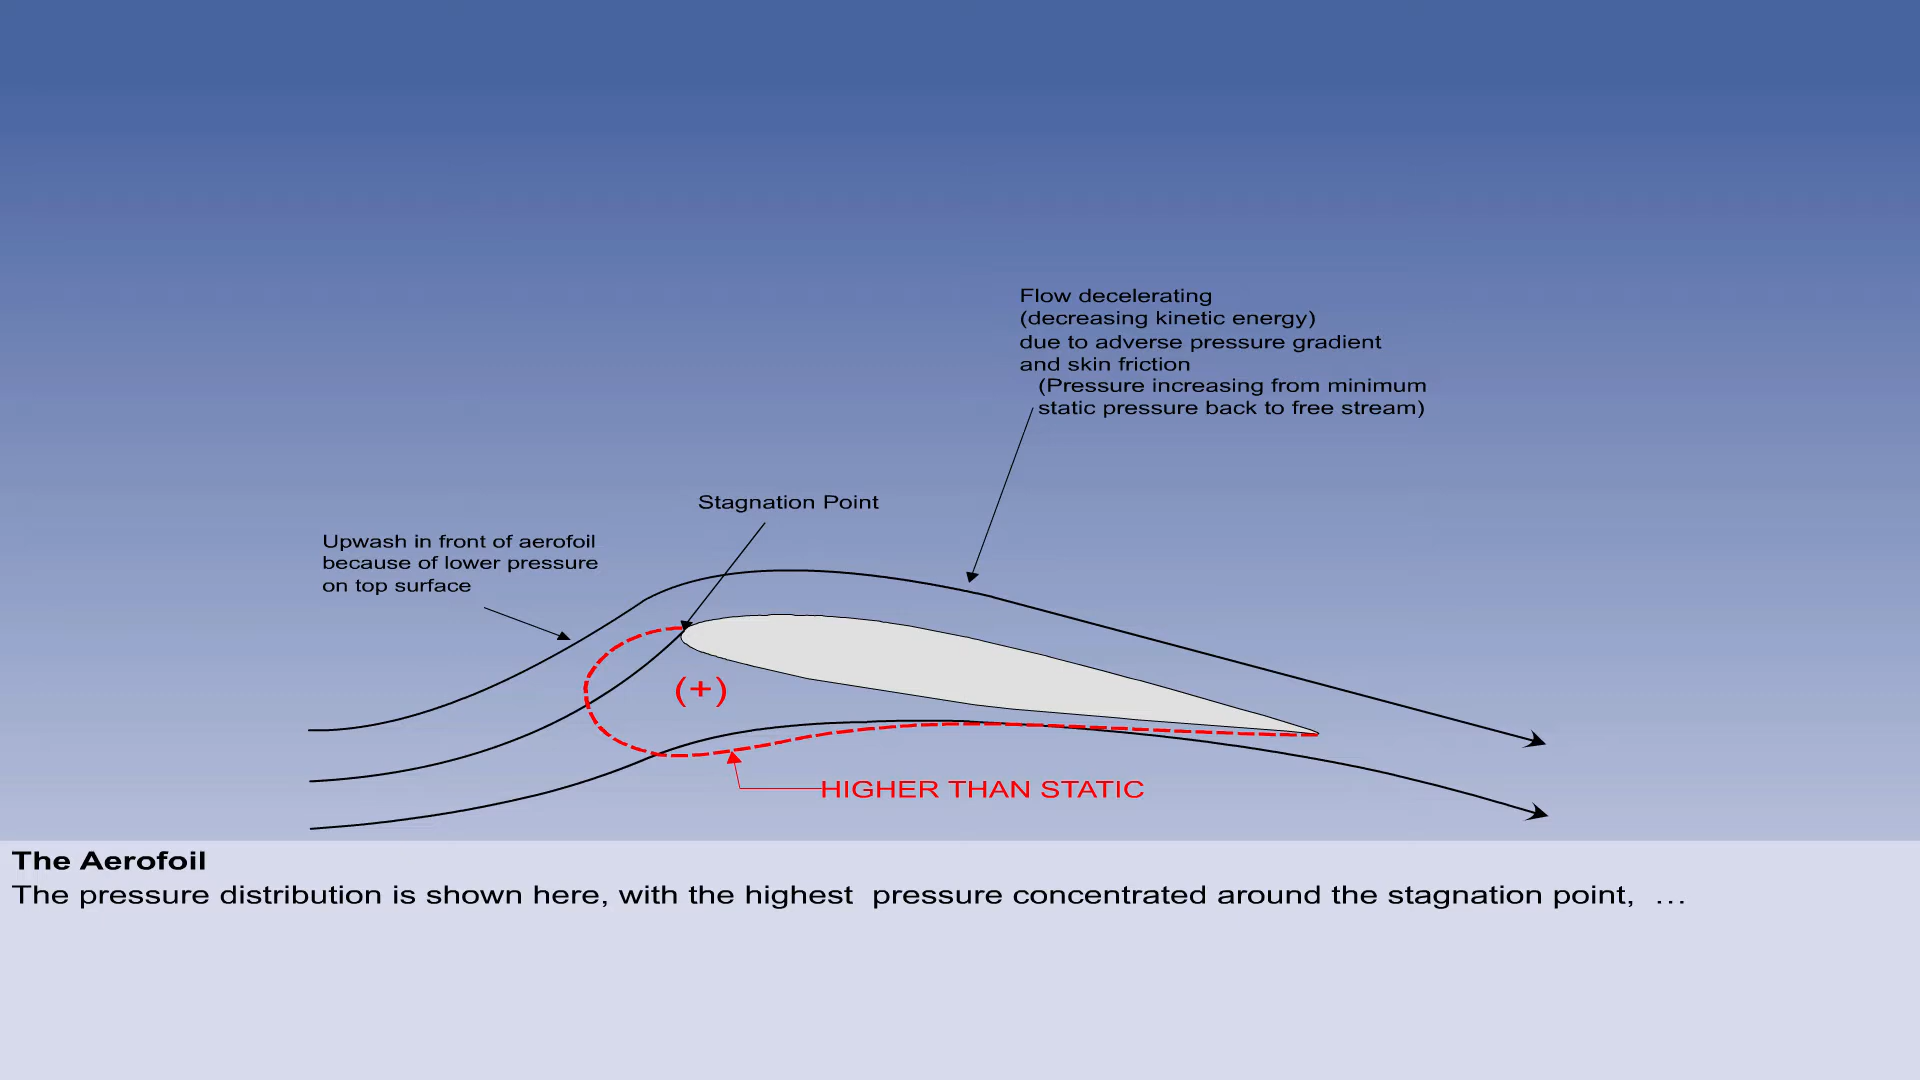 Flow decelerating
(decreasing kinetic energy)
due to adverse pressure gradient
and skin friction
(Pressure increasing from minimum
static pressure back to free stream)
Stagnation Point
Upwash in front of aerofoil
because of lower pressure
on top surface
(+)
HIGHER THAN STATIC
The Aerofoil
The pressure distribution is shown here, with the highest  pressure concentrated around the stagnation point,  …